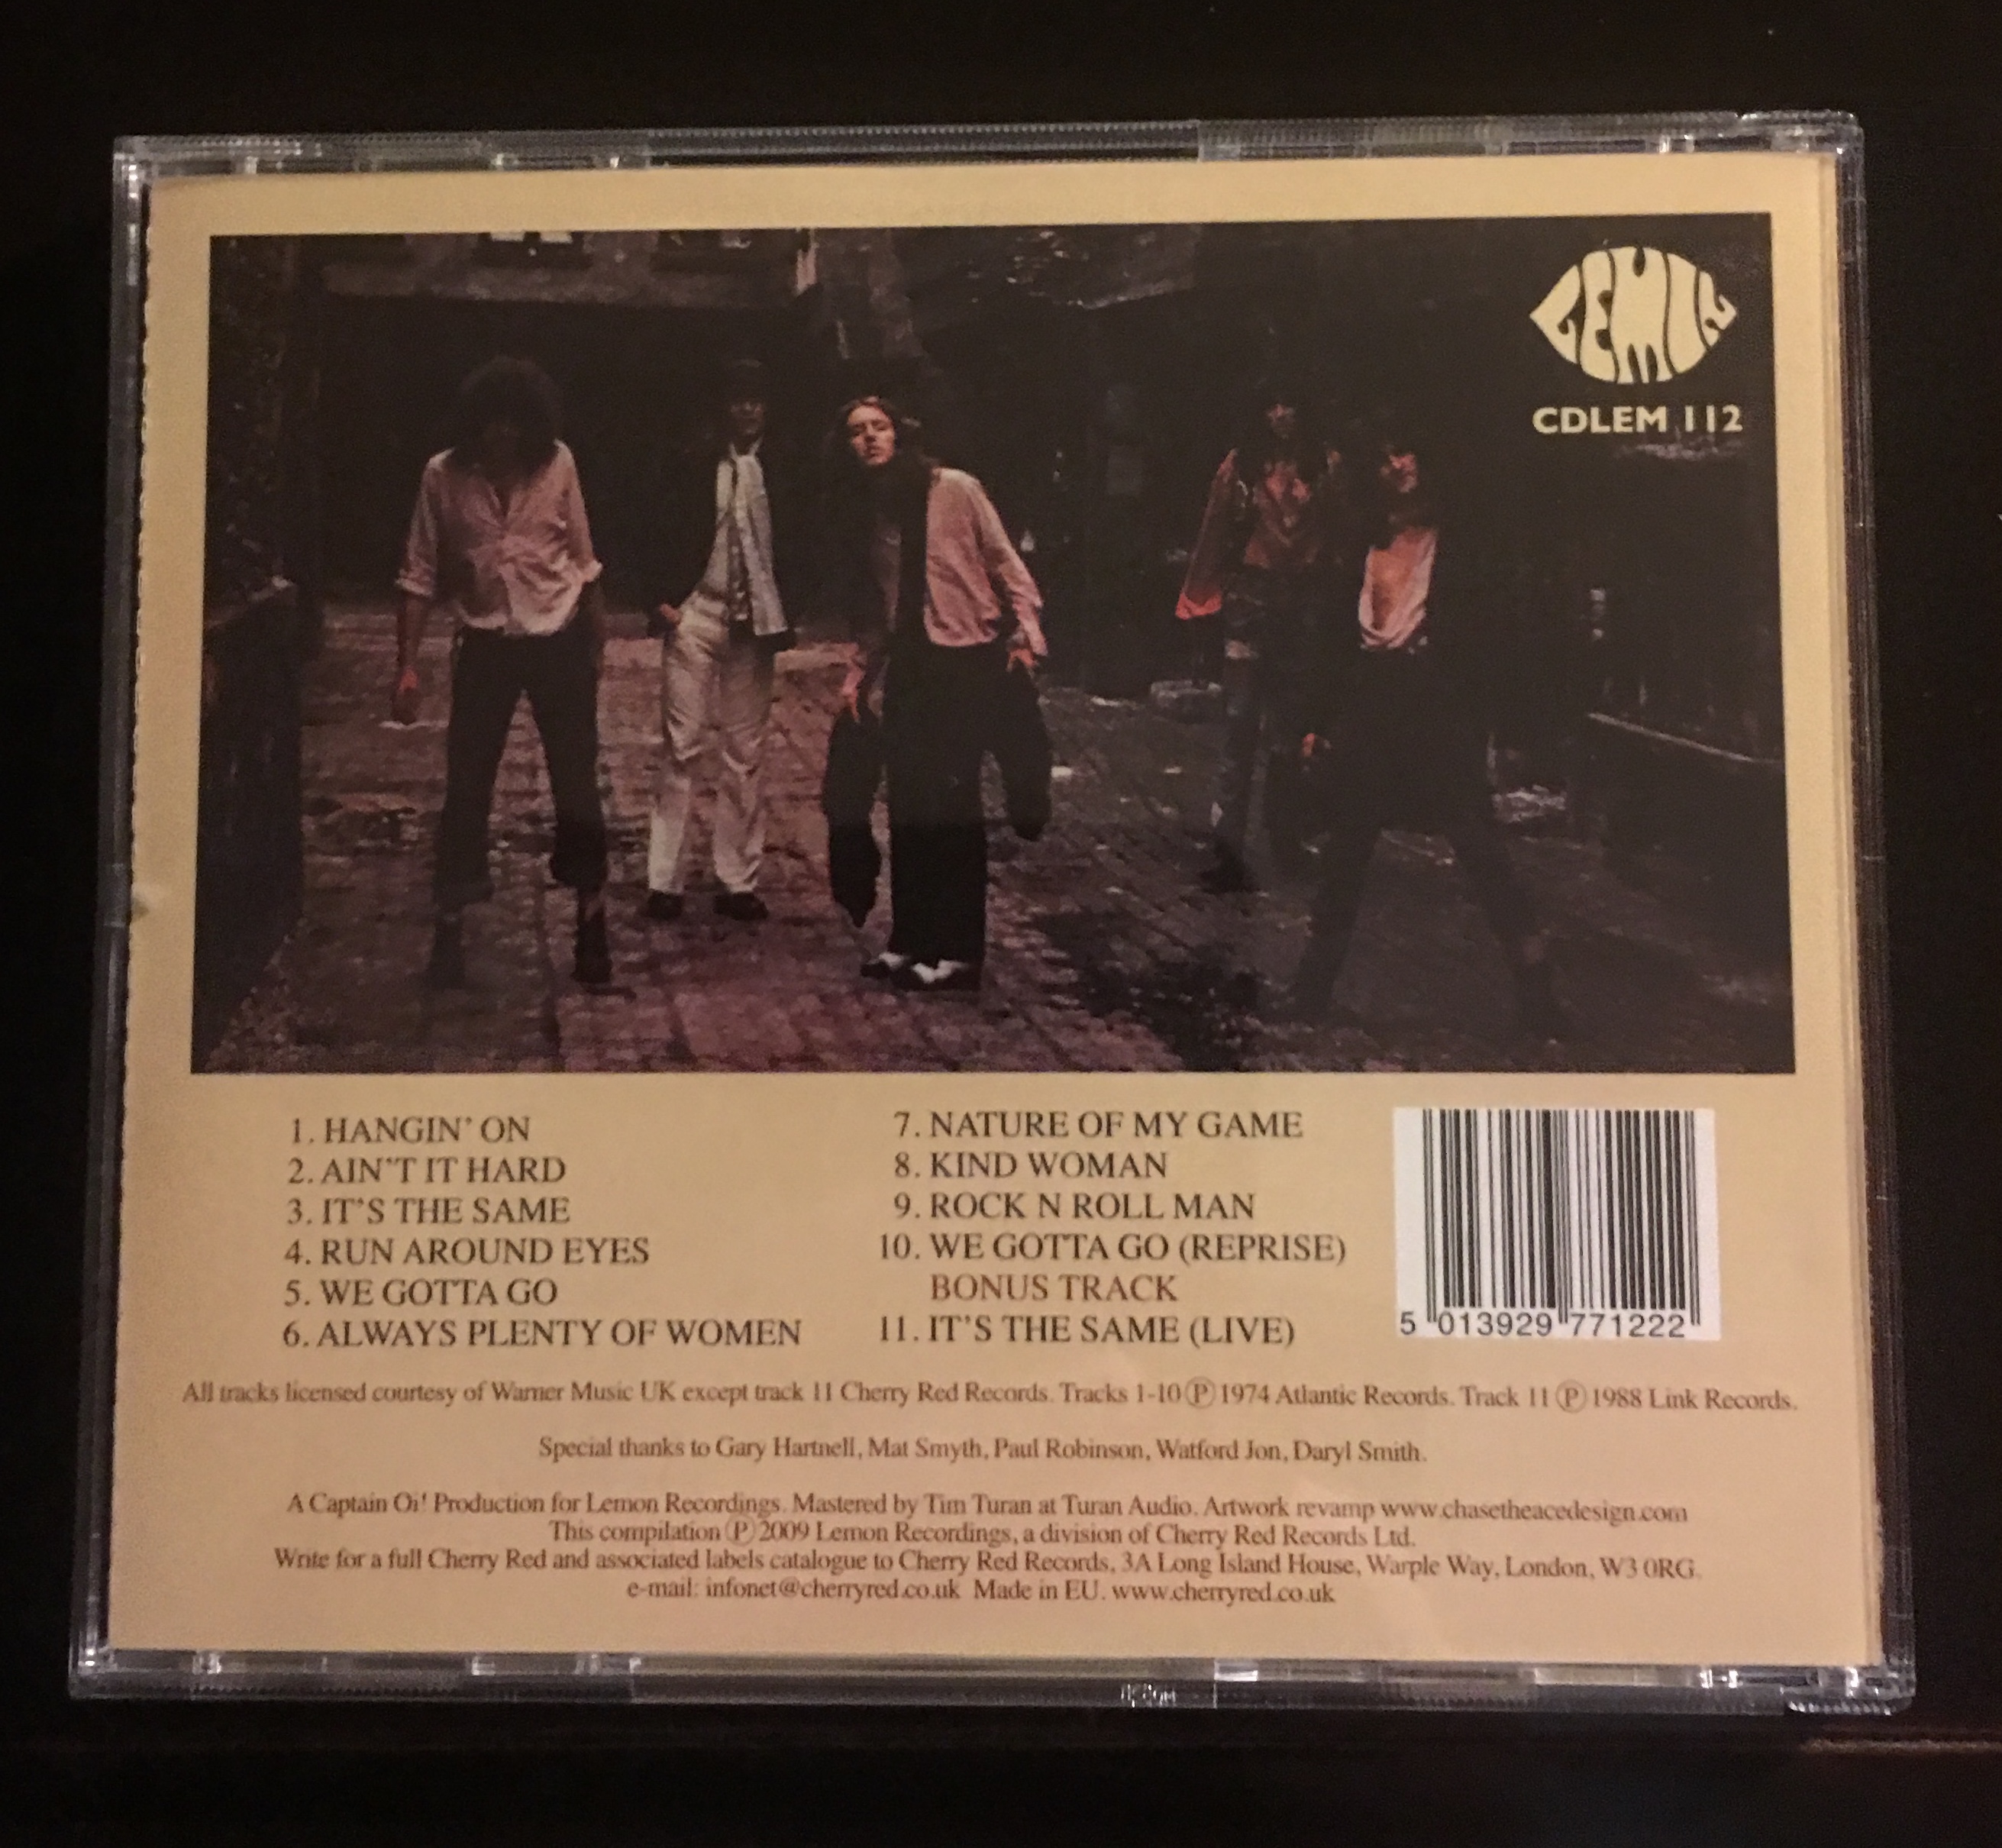 LEMON
CDLEM 112
1. HANGIN' ON
2. AIN'T IT HARD
3. IT'S THE SAME
4. RUN AROUND EYES
5. WE GOTTA GO
6. ALWAYS PLENTY OF WOMEN
7. NATURE OF MY GAME
8. KIND WOMAN
9. ROCK N ROLL MAN
10. WE GOTTA GO (REPRISE)
BONUS TRACK
11. IT'S THE SAME (LIVE)
5 013929 771222
All tracks licensed courtesy of Warner Music UK except track 11 Cherry Red Records. Tracks 1-10 Ⓟ 1974 Atlantic Records. Track 11 Ⓟ 1988 Link Records.
Special thanks to Gary Hartnell, Mat Smyth, Paul Robinson, Watford Jon, Daryl Smith.
A Captain Oi! Production for Lemon Recordings. Mastered by Tim Turan at Turan Audio. Artwork revamp www.chasetheacedesign.com
This compilation Ⓟ 2009 Lemon Recordings, a division of Cherry Red Records Ltd.
Write for a full Cherry Red and associated labels catalogue to Cherry Red Records, 3A Long Island House, Warple Way, London, W3 0RG.
e-mail: infonet@cherryred.co.uk Made in EU. www.cherryred.co.uk